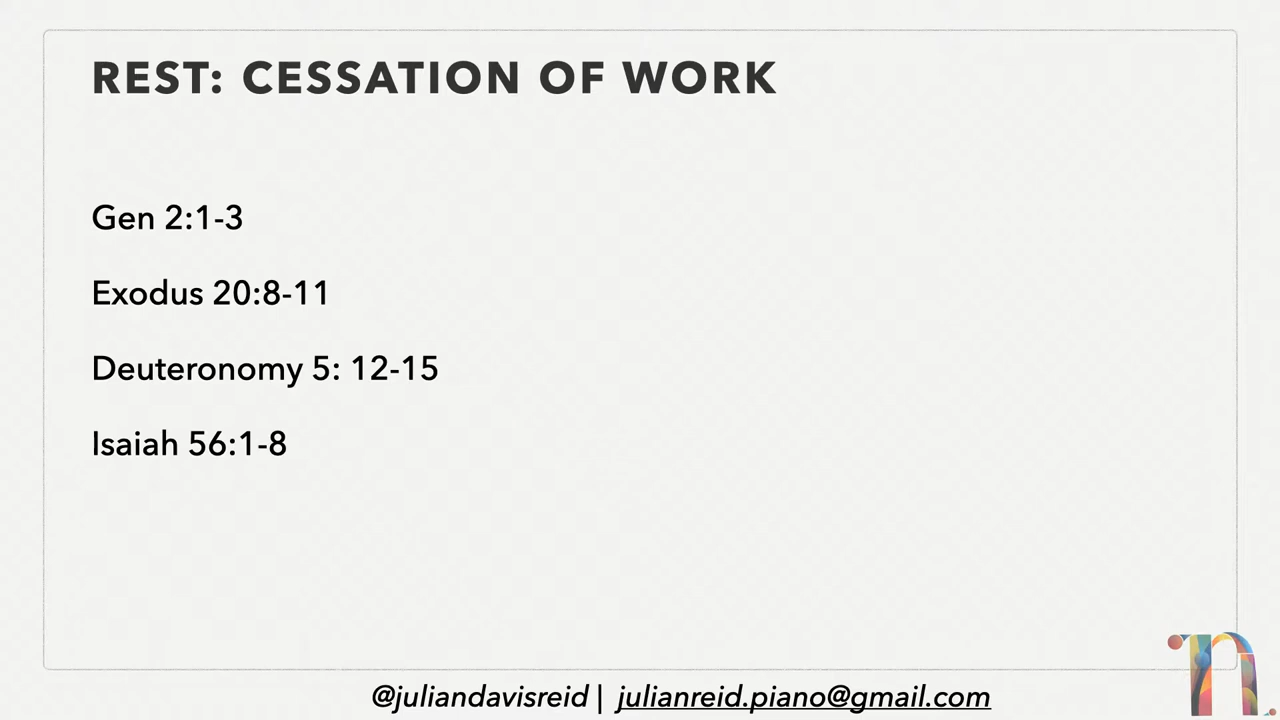 REST: CESSATION OF WORK
Gen 2:1-3
Exodus 20:8-11
Deuteronomy 5: 12-15
Isaiah 56:1-8
@juliandavisreid | julianreid.piano@gmail.com
n.